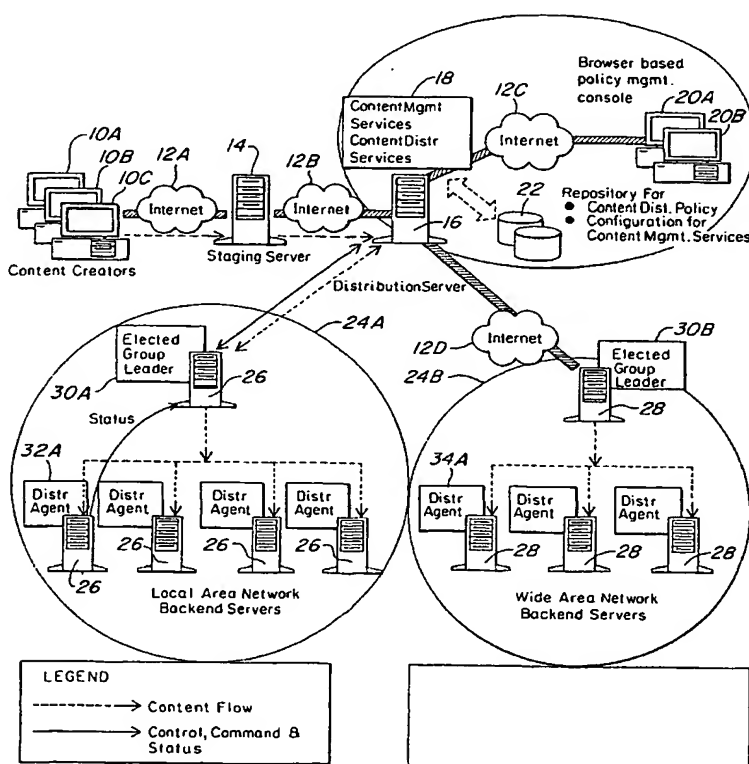 18
ContentMgmt
Services
ContentDistr
Services
12C
Internet
Browser based
policy mgmt.
console
20A
20B
10A
10B
10C
12A
Internet
14
12B
Internet
16
22
Repository For
● Content Dist. Policy
● Configuration for
Content Mgmt. Services
Content Creators
Staging Server
Distribution Server
24A
Elected
Group
Leader
30A
26
Status
12D
Internet
30B
Elected
Group
Leader
24B
28
32A
Distr
Agent
Distr
Agent
Distr
Agent
Distr
Agent
26
26
26
26
Local Area Network
Backend Servers
34A
Distr
Agent
Distr
Agent
Distr
Agent
28
28
28
Wide Area Network
Backend Servers
LEGEND
Content Flow
Control, Command &
Status